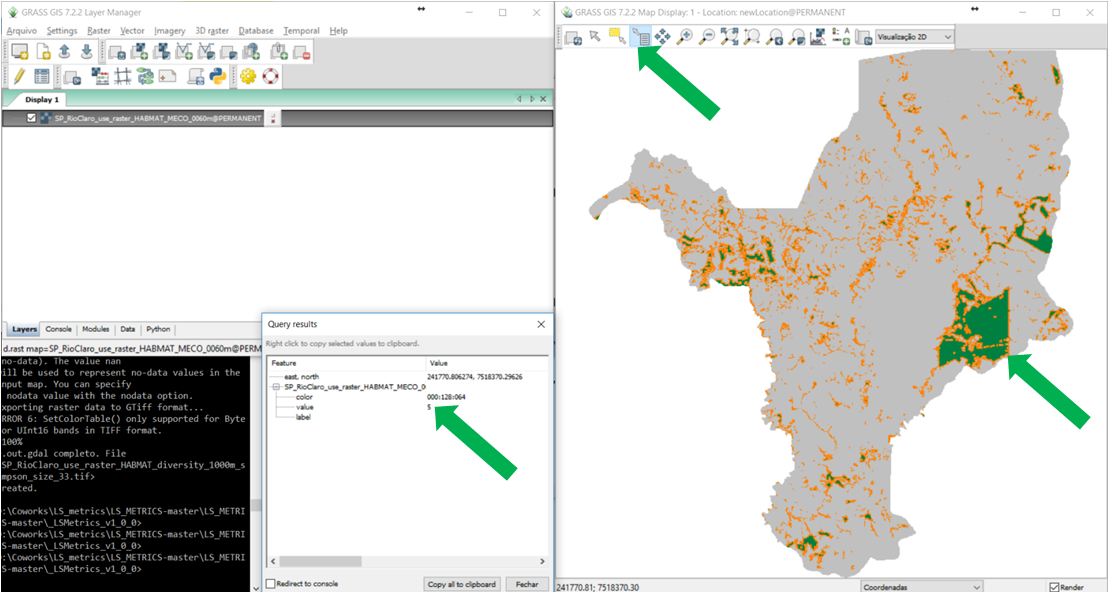 GRASS GIS 7.2.2 Layer Manager
Arquivo Settings Raster Vector Imagery 3D raster Database Temporal Help
Display 1
SP_RioClaro_use_raster_HABMAT_MECO_0060m@PERMANENT
Layers Console Modules Data Python
d.rast map=SP_RioClaro_use_raster_HABMAT_MECO_0060m@PERM
no-data). The value nan
ill be used to represent no-data values in the
nput map. You can specify
nodata value with the nodata option.
xporting raster data to GTiff format...
RROR 6: SetColorTable() only supported for Byte
or UInt16 bands in TIFF format.
100%
.out.gdal completo. File
SP_RioClaro_use_raster_HABMAT_diversity_1000m_s
mpson_size_33.tif>
reated.
:\Coworks\LS_metrics\LS_METRICS-master\LS_METRI
S-master\_LSMetrics_v1_0_0>
:\Coworks\LS_metrics\LS_METRICS-master\LS_METRI
S-master\_LSMetrics_v1_0_0>
:\Coworks\LS_metrics\LS_METRICS-master\LS_METRI
S-master\_LSMetrics_v1_0_0>
Query results
Right click to copy selected values to clipboard.
Feature Value
east, north 241770.806274, 7518370.29626
SP_RioClaro_use_raster_HABMAT_MECO_0
color 000:128:064
value 5
label
Redirect to console Copy all to clipboard Fechar
GRASS GIS 7.2.2 Map Display: 1 - Location: newLocation@PERMANENT
Visualização 2D
241770.81; 7518370.30 Coordenadas Render